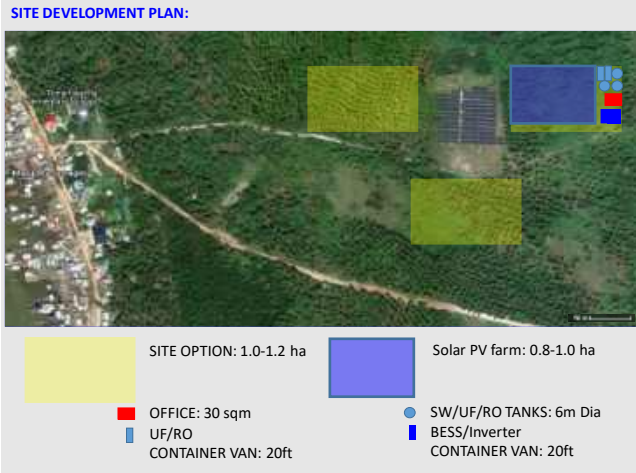 SITE DEVELOPMENT PLAN:
SITE OPTION: 1.0-1.2 ha
Solar PV farm: 0.8-1.0 ha
OFFICE: 30 sqm
SW/UF/RO TANKS: 6m Dia
UF/RO
CONTAINER VAN: 20ft
BESS/Inverter
CONTAINER VAN: 20ft